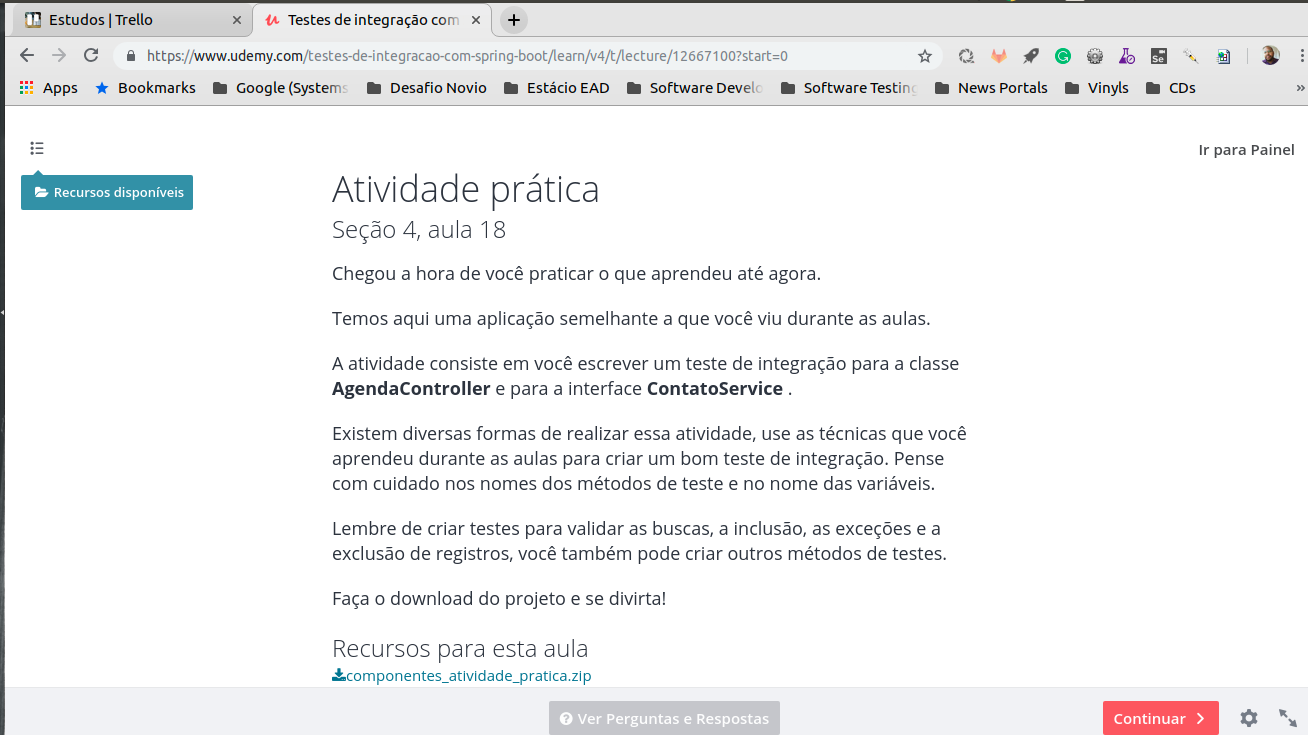 Estudos | Trello
Testes de integração com
https://www.udemy.com/testes-de-integracao-com-spring-boot/learn/v4/t/lecture/12667100?start=0
Se
Apps Bookmarks Google (Systems Desafio Novio Estácio EAD Software Develo Software Testing News Portals Vinyls CDs »
Ir para Painel
Recursos disponíveis
Atividade prática
Seção 4, aula 18
Chegou a hora de você praticar o que aprendeu até agora.
Temos aqui uma aplicação semelhante a que você viu durante as aulas.
A atividade consiste em você escrever um teste de integração para a classe
AgendaController e para a interface ContatoService .
Existem diversas formas de realizar essa atividade, use as técnicas que você
aprendeu durante as aulas para criar um bom teste de integração. Pense
com cuidado nos nomes dos métodos de teste e no nome das variáveis.
Lembre de criar testes para validar as buscas, a inclusão, as exceções e a
exclusão de registros, você também pode criar outros métodos de testes.
Faça o download do projeto e se divirta!
Recursos para esta aula
componentes_atividade_pratica.zip
Ver Perguntas e Respostas
Continuar